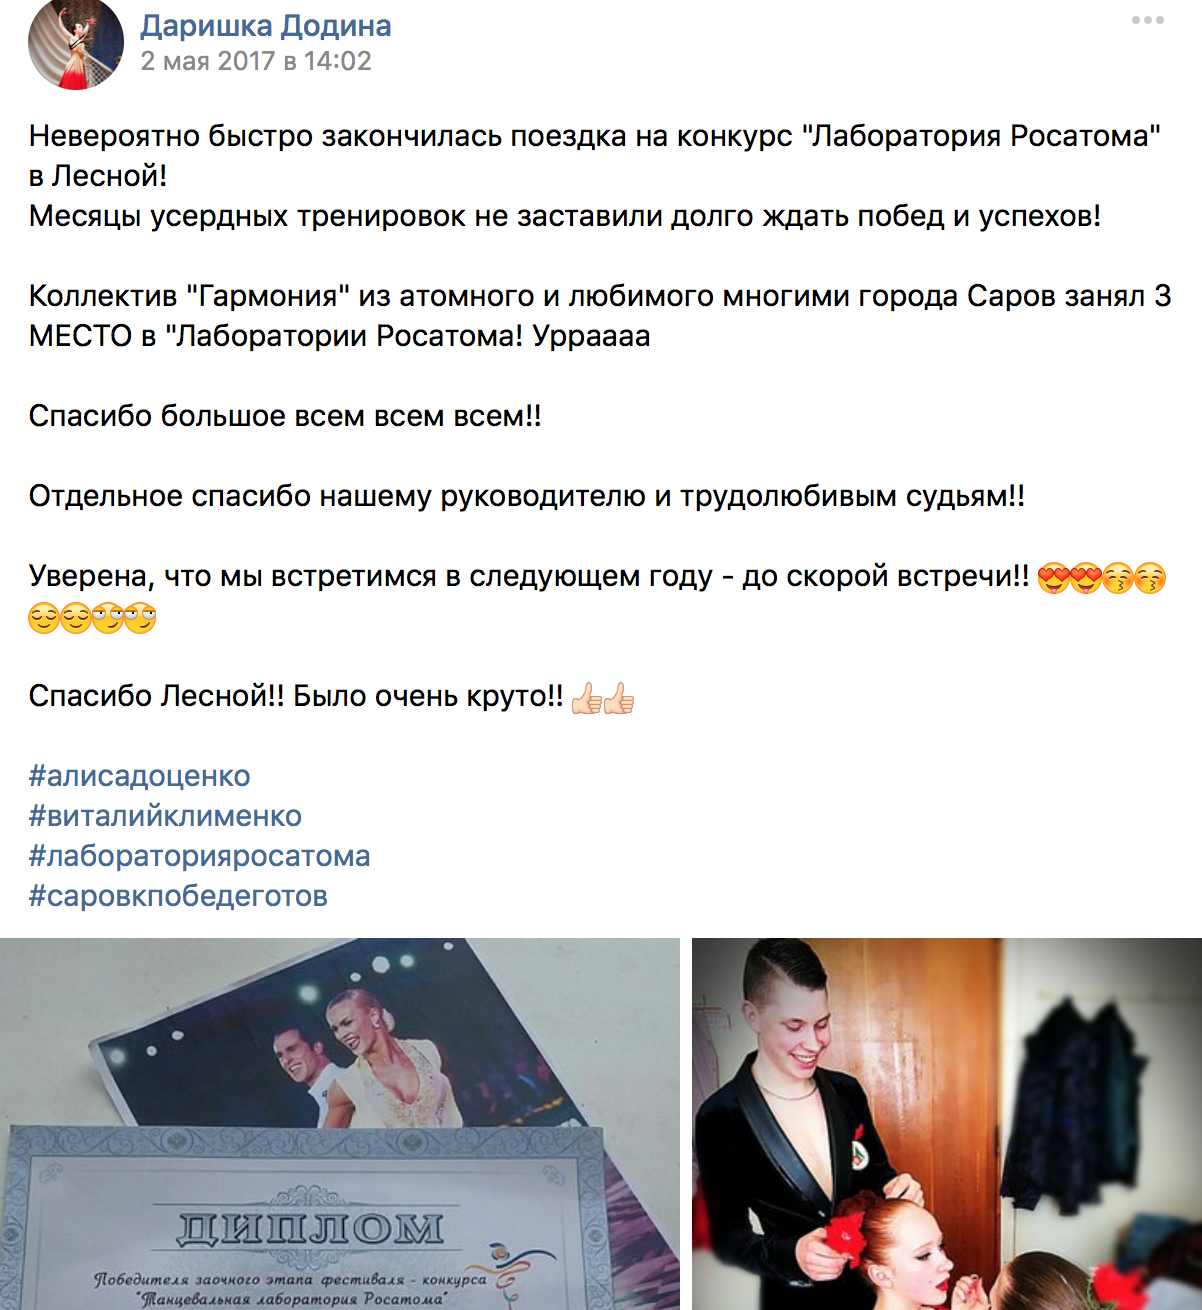 Даришка Додина
2 мая 2017 в 14:02
Невероятно быстро закончилась поездка на конкурс "Лаборатория Росатома"
в Лесной!
Месяцы усердных тренировок не заставили долго ждать побед и успехов!
Коллектив "Гармония" из атомного и любимого многими города Саров занял 3
МЕСТО в "Лаборатории Росатома! Уррaaaa
Спасибо большое всем всем всем!!
Отдельное спасибо нашему руководителю и трудолюбивым судьям!!
Уверена, что мы встретимся в следующем году - до скорой встречи!! 😍😍😚😚
😌😌🙄🙄
Спасибо Лесной!! Было очень круто!! 👍🏻👍🏻
#алисадоценко
#виталийклименко
#лабораторияросатома
#саровкпобедеготов
ДИПЛОМ
Победителя заочного этапа фестиваля - конкурса
"Танцевальная лаборатория Росатома"